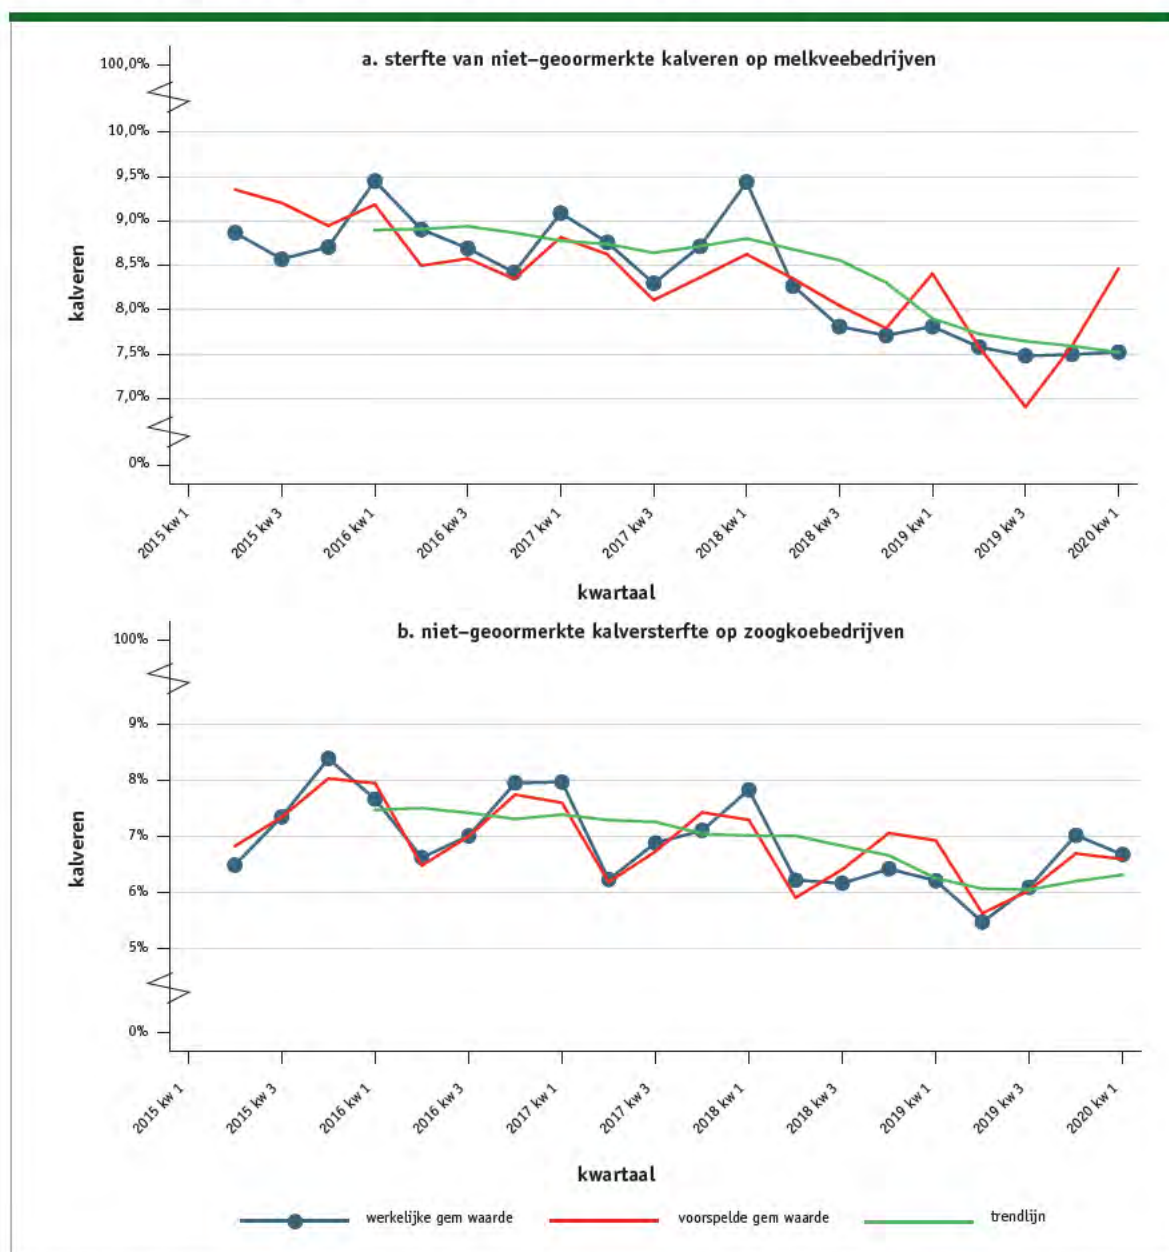 a. sterfte van niet–geoormerkte kalveren op melkveebedrijven
100,0%
10,0%
9,5%
9,0%
8,5%
8,0%
7,5%
7,0%
0%
kalveren
2015 kw 1
2015 kw 3
2016 kw 1
2016 kw 3
2017 kw 1
2017 kw 3
2018 kw 1
2018 kw 3
2019 kw 1
2019 kw 3
2020 kw 1
kwartaal
b. niet–geoormerkte kalversterfte op zoogkoebedrijven
100%
9%
8%
7%
6%
5%
0%
kalveren
2015 kw 1
2015 kw 3
2016 kw 1
2016 kw 3
2017 kw 1
2017 kw 3
2018 kw 1
2018 kw 3
2019 kw 1
2019 kw 3
2020 kw 1
kwartaal
werkelijke gem waarde
voorspelde gem waarde
trendlijn